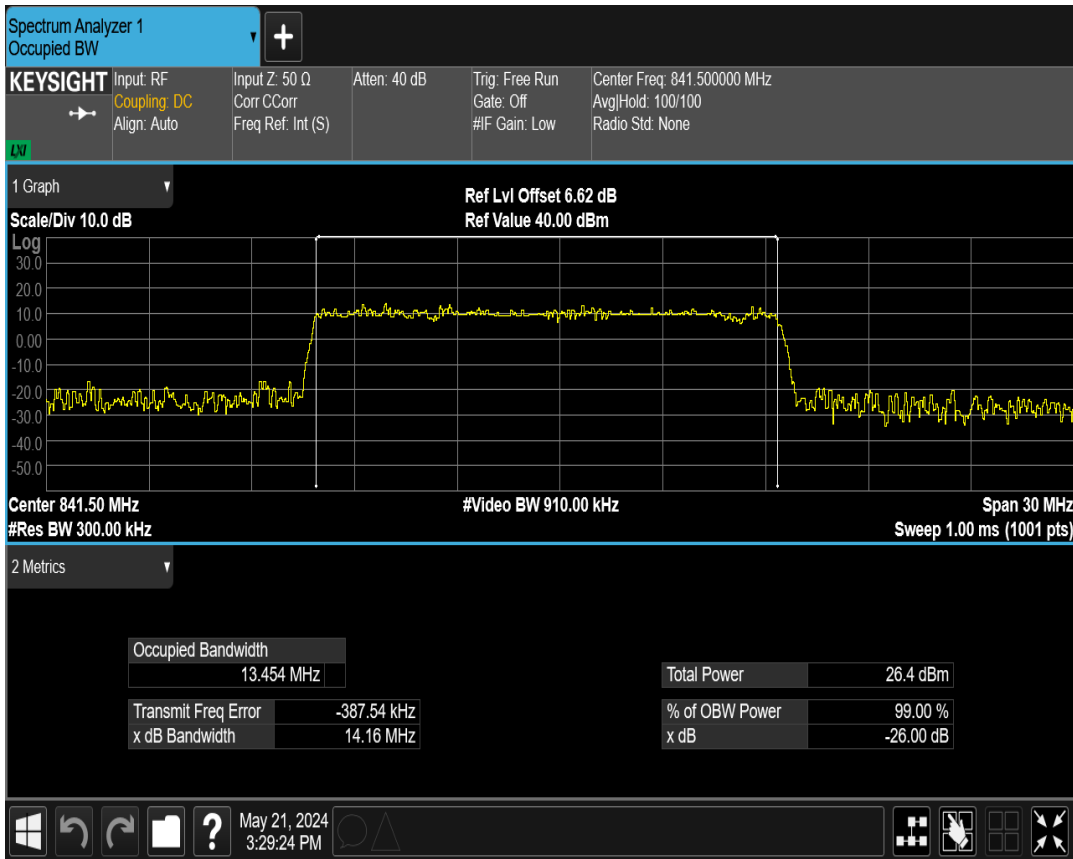 Spectrum Analyzer 1
Occupied BW
KEYSIGHT
LXI
Input: RF
Coupling: DC
Align: Auto
Input Z: 50 Ω
Corr CCorr
Freq Ref: Int (S)
Atten: 40 dB
Trig: Free Run
Gate: Off
#IF Gain: Low
Center Freq: 841.500000 MHz
Avg|Hold: 100/100
Radio Std: None
1 Graph
Ref Lvl Offset 6.62 dB
Scale/Div 10.0 dB
Ref Value 40.00 dBm
Log
30.0
20.0
10.0
0.00
-10.0
-20.0
-30.0
-40.0
-50.0
Center 841.50 MHz
#Video BW 910.00 kHz
Span 30 MHz
#Res BW 300.00 kHz
Sweep 1.00 ms (1001 pts)
2 Metrics
Occupied Bandwidth
13.454 MHz
Total Power 26.4 dBm
Transmit Freq Error -387.54 kHz
% of OBW Power 99.00 %
x dB Bandwidth 14.16 MHz
x dB -26.00 dB
?
May 21, 2024
3:29:24 PM